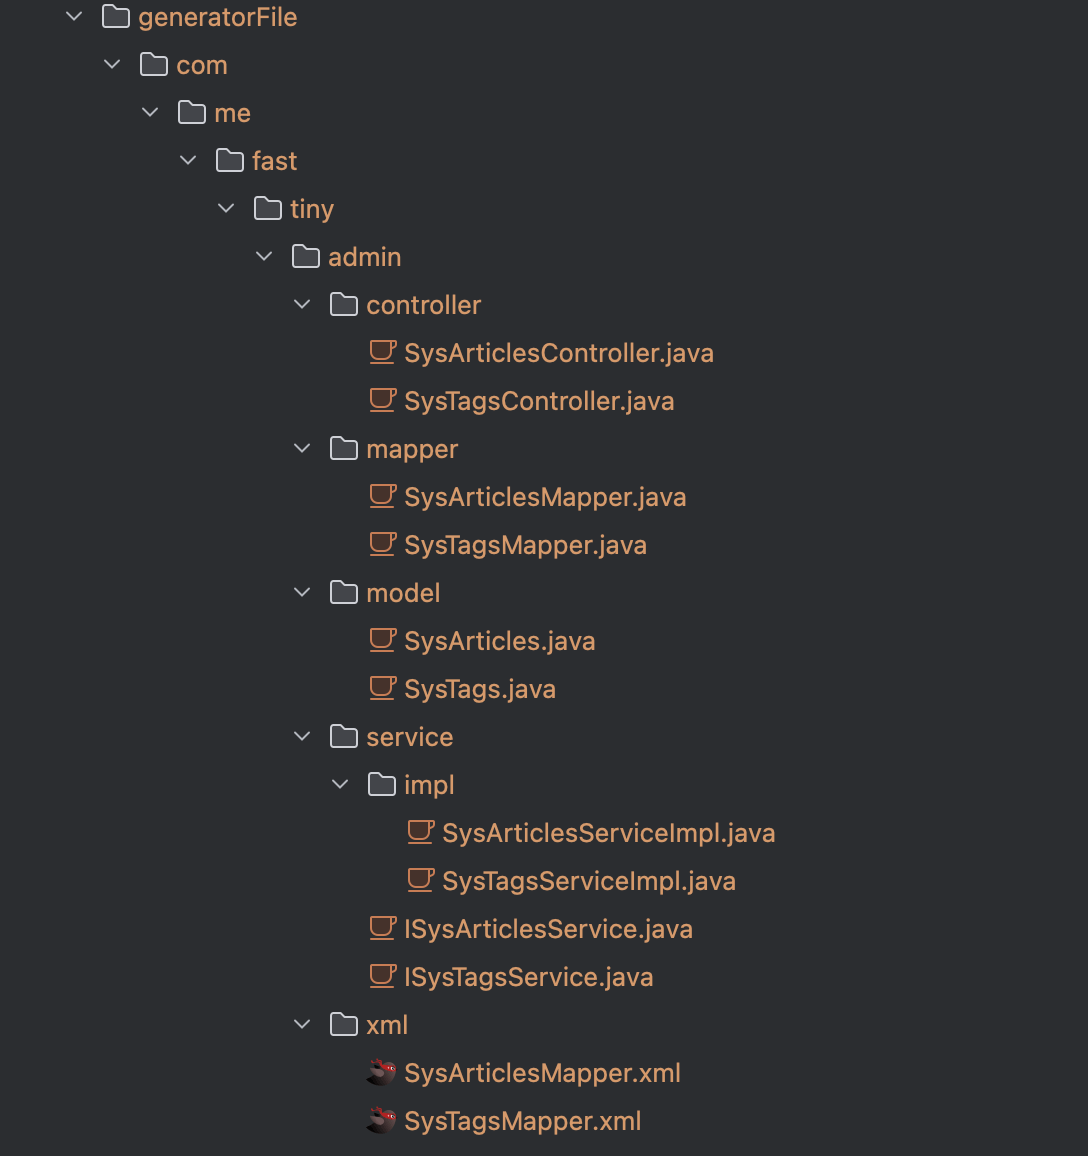 generatorFile
com
me
fast
tiny
admin
controller
SysArticlesController.java
SysTagsController.java
mapper
SysArticlesMapper.java
SysTagsMapper.java
model
SysArticles.java
SysTags.java
service
impl
SysArticlesServiceImpl.java
SysTagsServiceImpl.java
ISysArticlesService.java
ISysTagsService.java
xml
SysArticlesMapper.xml
SysTagsMapper.xml